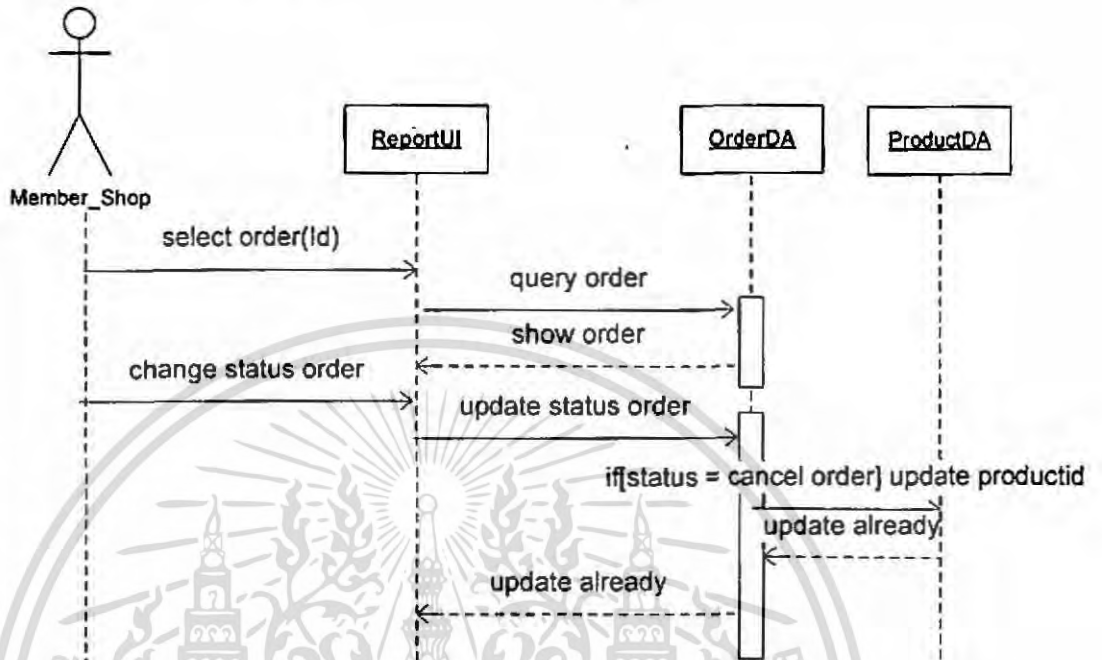 ReportUI
OrderDA
ProductDA
Member_Shop
select order(Id)
query order
show order
change status order
update status order
if[status = cancel order] update productid
update already
update already